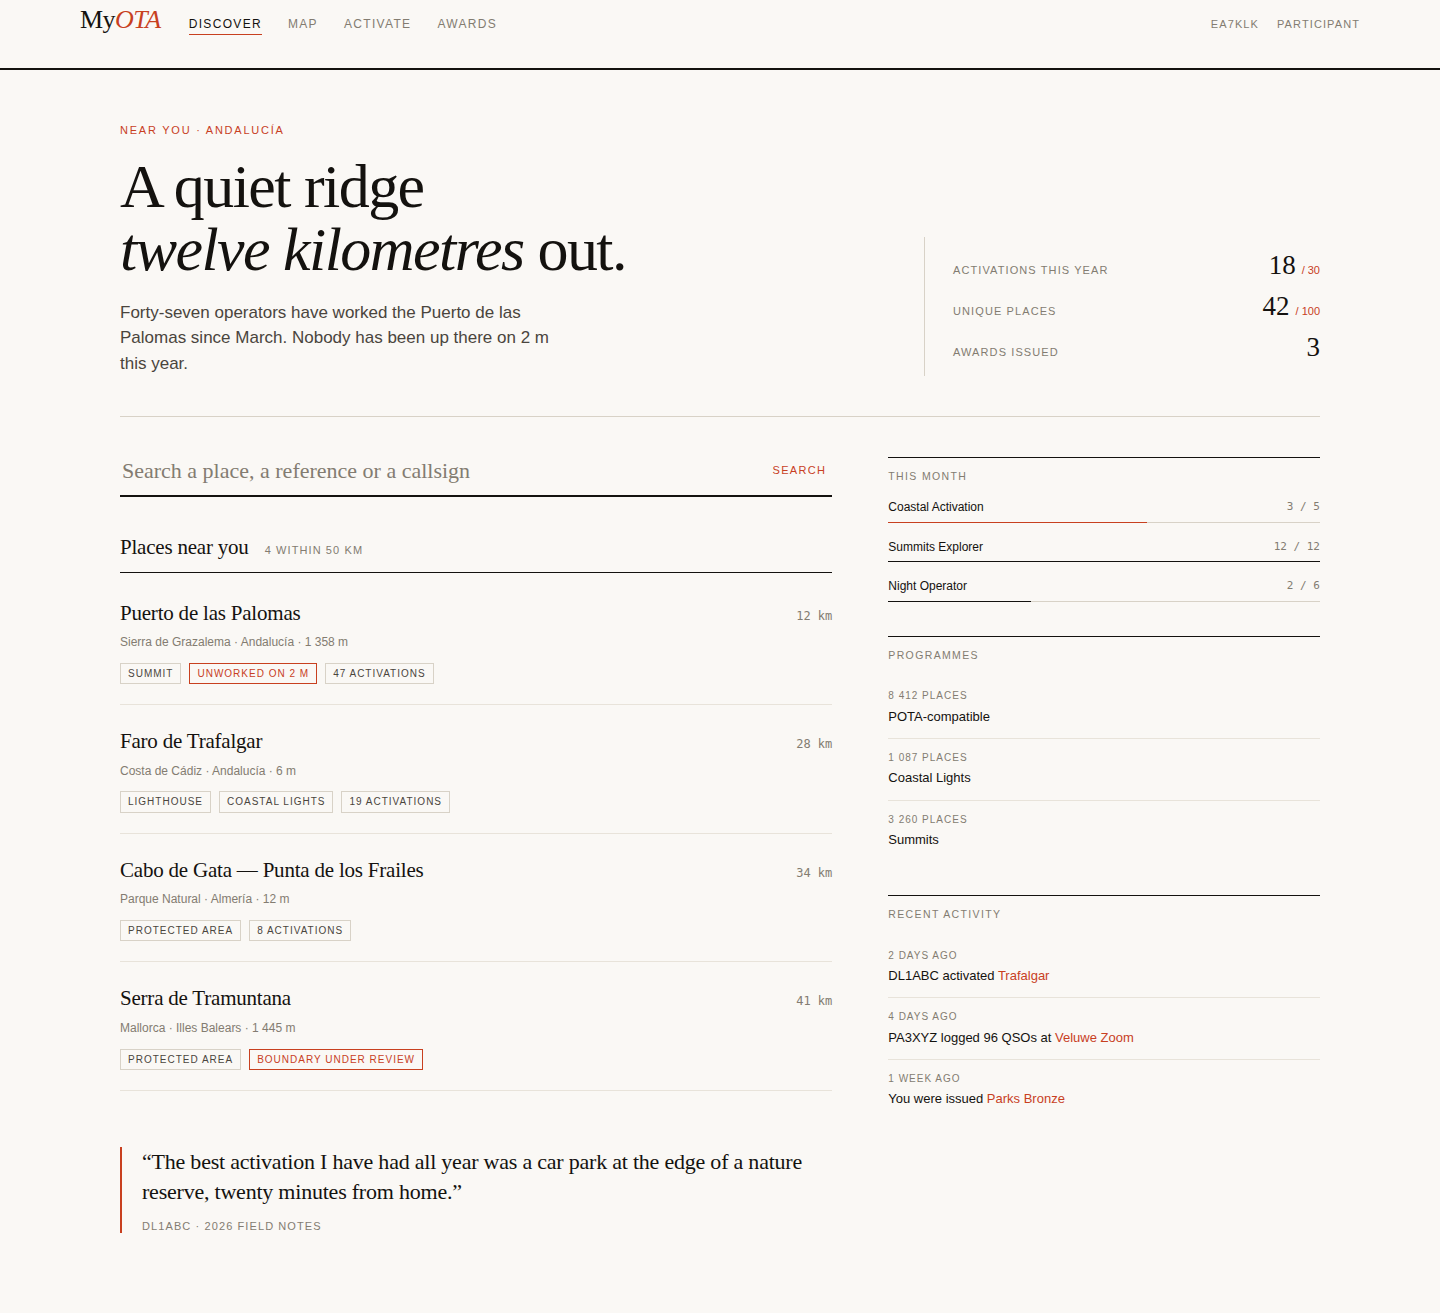 MyOTA DISCOVER MAP ACTIVATE AWARDS EA7KLK PARTICIPANT
NEAR YOU · ANDALUCÍA
A quiet ridge
twelve kilometres out.
Forty-seven operators have worked the Puerto de las
Palomas since March. Nobody has been up there on 2 m
this year.
ACTIVATIONS THIS YEAR 18 / 30
UNIQUE PLACES 42 / 100
AWARDS ISSUED 3
Search a place, a reference or a callsign SEARCH
Places near you 4 WITHIN 50 KM
Puerto de las Palomas 12 km
Sierra de Grazalema · Andalucía · 1 358 m
SUMMIT UNWORKED ON 2 M 47 ACTIVATIONS
Faro de Trafalgar 28 km
Costa de Cádiz · Andalucía · 6 m
LIGHTHOUSE COASTAL LIGHTS 19 ACTIVATIONS
Cabo de Gata — Punta de los Frailes 34 km
Parque Natural · Almería · 12 m
PROTECTED AREA 8 ACTIVATIONS
Serra de Tramuntana 41 km
Mallorca · Illes Balears · 1 445 m
PROTECTED AREA BOUNDARY UNDER REVIEW
“The best activation I have had all year was a car park at the edge of a nature
reserve, twenty minutes from home.”
DL1ABC · 2026 FIELD NOTES
THIS MONTH
Coastal Activation 3 / 5
Summits Explorer 12 / 12
Night Operator 2 / 6
PROGRAMMES
8 412 PLACES
POTA-compatible
1 087 PLACES
Coastal Lights
3 260 PLACES
Summits
RECENT ACTIVITY
2 DAYS AGO
DL1ABC activated Trafalgar
4 DAYS AGO
PA3XYZ logged 96 QSOs at Veluwe Zoom
1 WEEK AGO
You were issued Parks Bronze